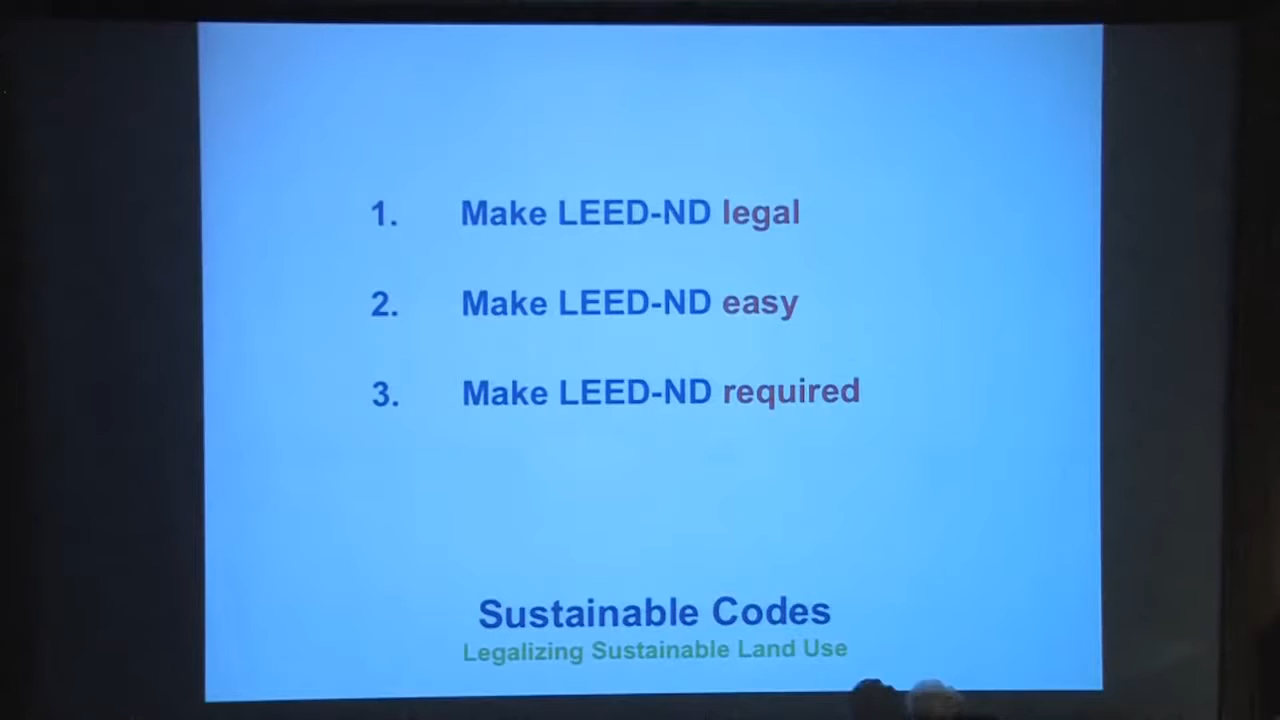 1. Make LEED-ND legal
2. Make LEED-ND easy
3. Make LEED-ND required
Sustainable Codes
Legalizing Sustainable Land Use